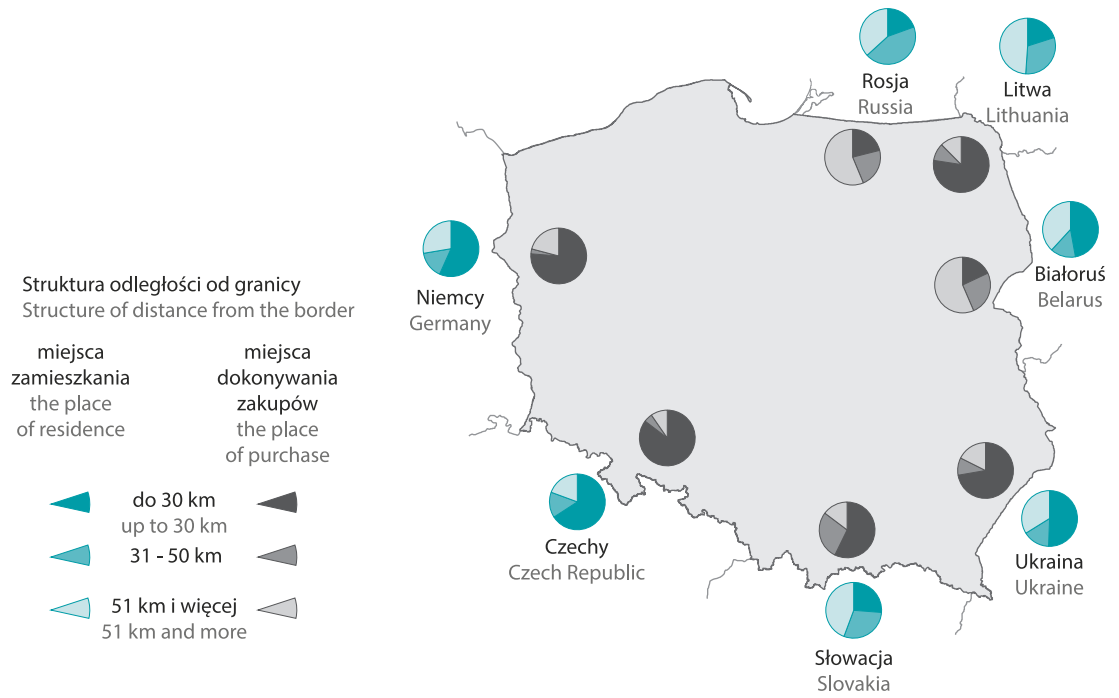 Rosja
Russia
Litwa
Lithuania
Białoruś
Belarus
Niemcy
Germany
Struktura odległości od granicy
Structure of distance from the border
miejsca
zamieszkania
the place
of residence
miejsca
dokonywania
zakupów
the place
of purchase
do 30 km
up to 30 km
31 - 50 km
51 km i więcej
51 km and more
Czechy
Czech Republic
Ukraina
Ukraine
Słowacja
Slovakia